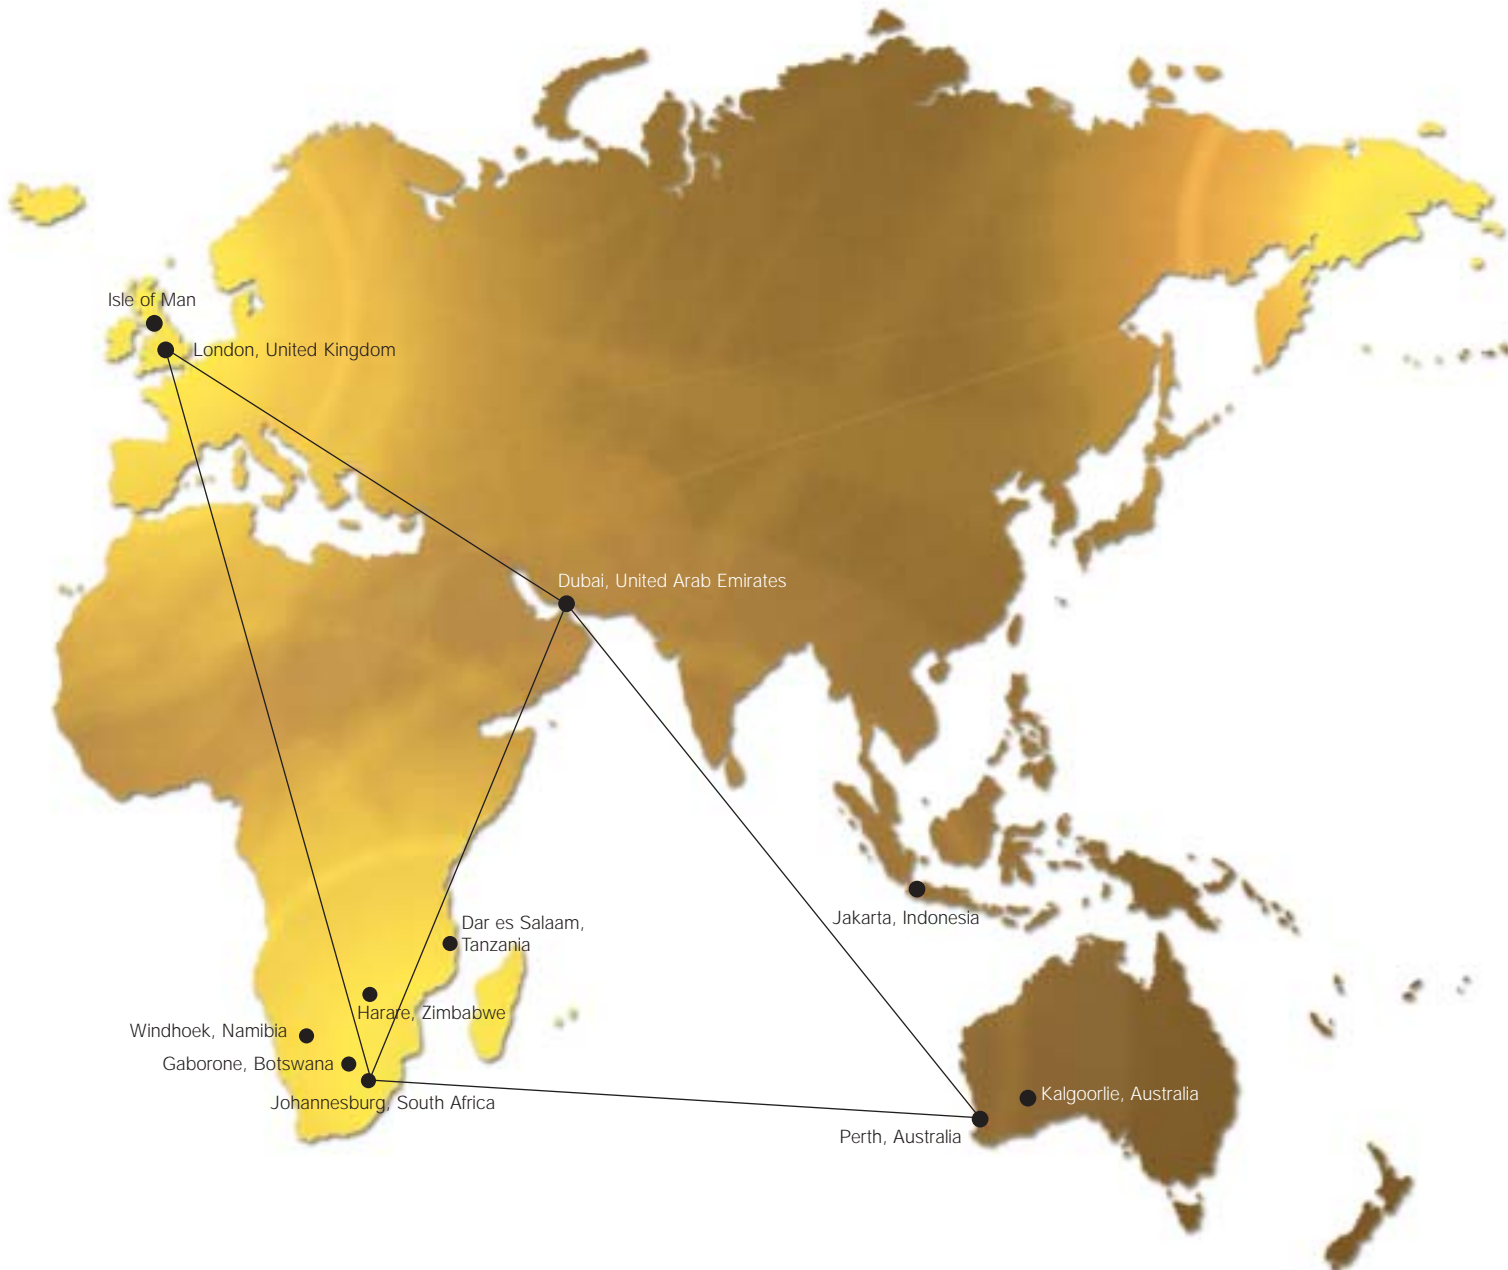 Isle of Man
London, United Kingdom
Dubai, United Arab Emirates
Jakarta, Indonesia
Dar es Salaam,
Tanzania
Harare, Zimbabwe
Windhoek, Namibia
Gaborone, Botswana
Johannesburg, South Africa
Kalgoorlie, Australia
Perth, Australia